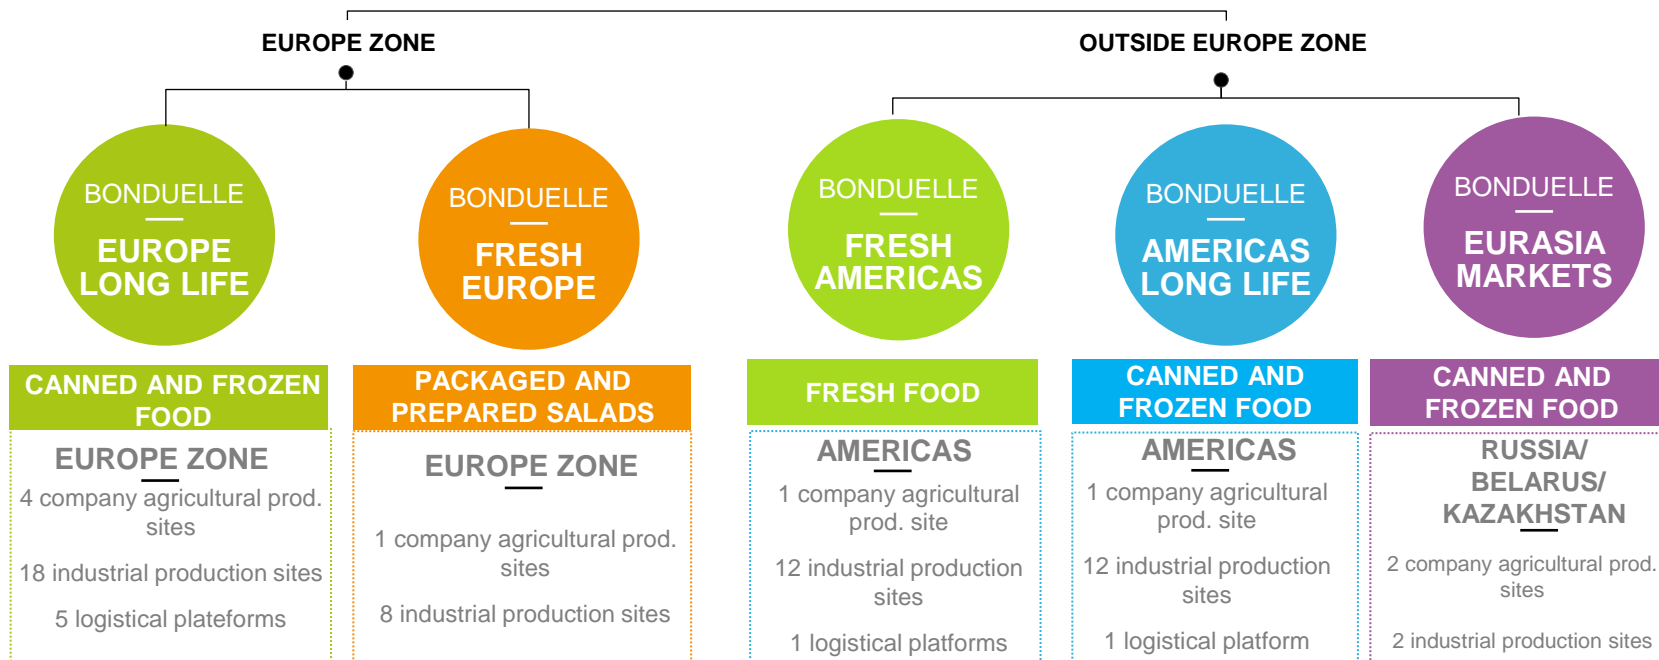 EUROPE ZONE
OUTSIDE EUROPE ZONE
BONDUELLE
EUROPE
LONG LIFE
BONDUELLE
FRESH
EUROPE
BONDUELLE
FRESH
AMERICAS
BONDUELLE
AMERICAS
LONG LIFE
BONDUELLE
EURASIA
MARKETS
CANNED AND FROZEN
FOOD
EUROPE ZONE
4 company agricultural prod.
sites
18 industrial production sites
5 logistical plateforms
PACKAGED AND
PREPARED SALADS
EUROPE ZONE
1 company agricultural prod.
sites
8 industrial production sites
FRESH FOOD
AMERICAS
1 company agricultural
prod. site
12 industrial production
sites
1 logistical platforms
CANNED AND
FROZEN FOOD
AMERICAS
1 company agricultural
prod. site
12 industrial production
sites
1 logistical platform
CANNED AND
FROZEN FOOD
RUSSIA/
BELARUS/
KAZAKHSTAN
2 company agricultural prod.
sites
2 industrial production sites